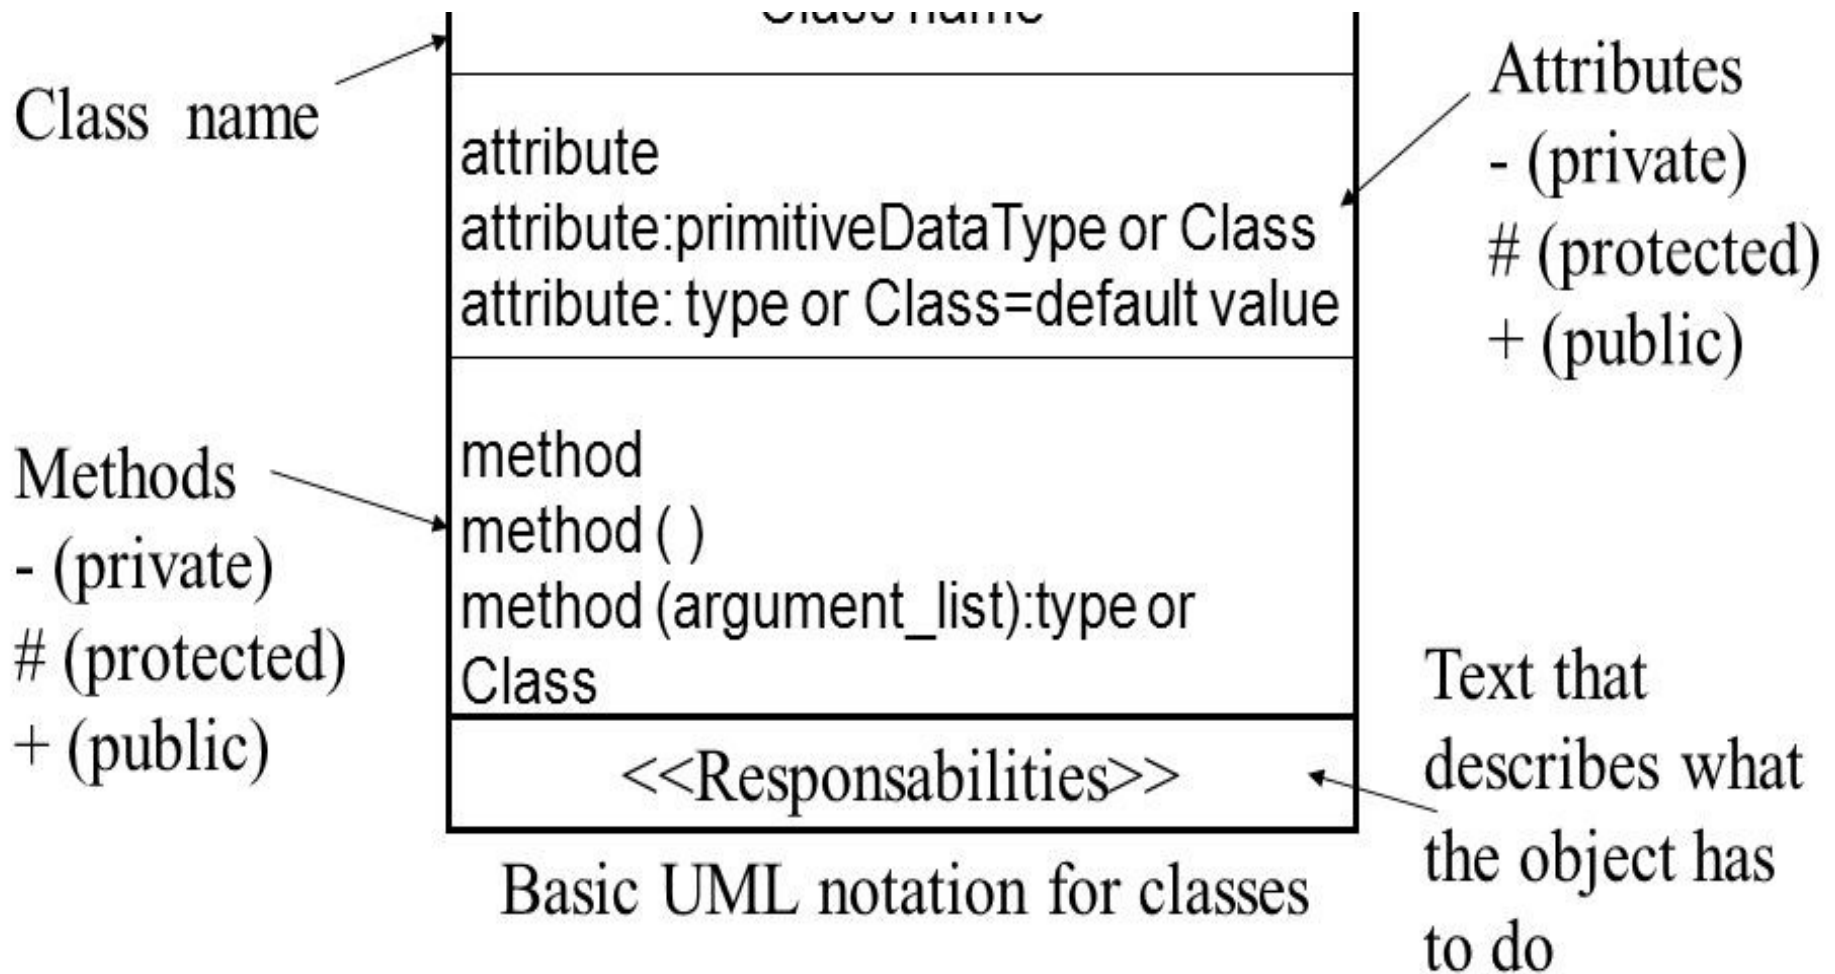 Class name
Class name
attribute
attribute:primitiveDataType or Class
attribute: type or Class=default value
Attributes
- (private)
# (protected)
+ (public)
Methods
- (private)
# (protected)
+ (public)
method
method ( )
method (argument_list):type or
Class
<<Responsabilities>>
Text that
describes what
the object has
to do
Basic UML notation for classes